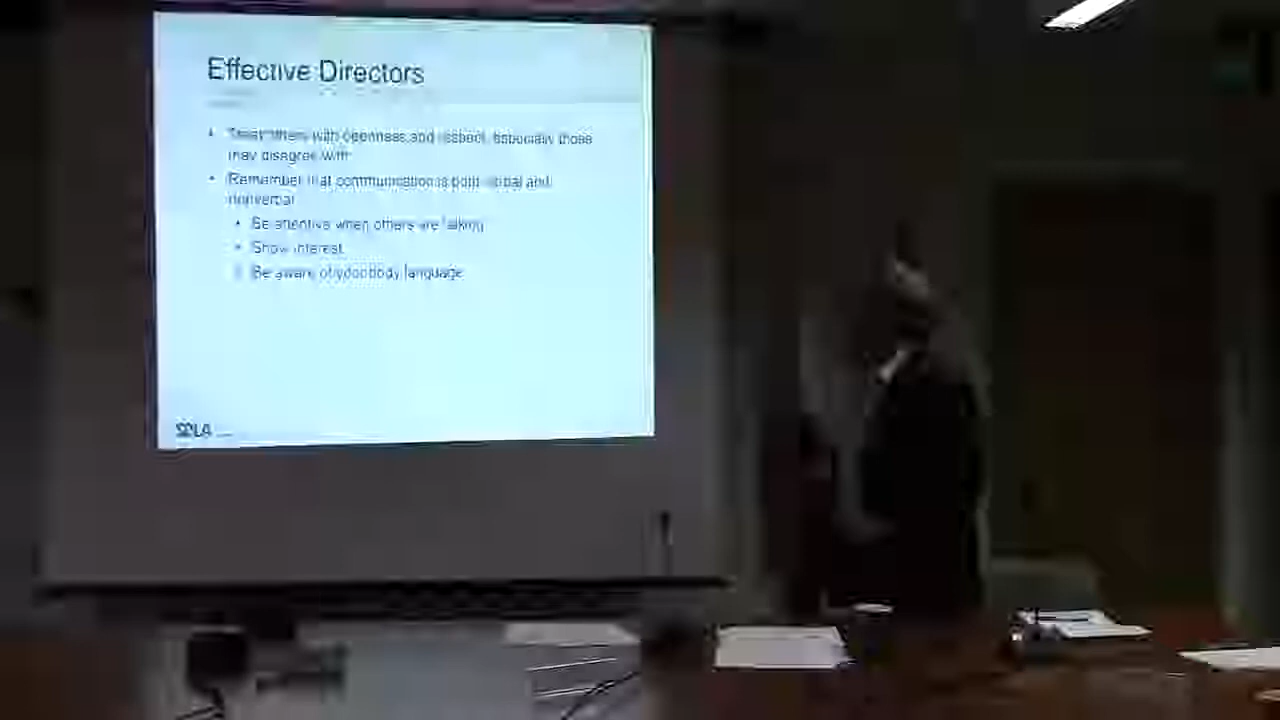 Effective Directors
• Treat others with openness and respect, especially those
may disagree with
• Remember that communication is both verbal and
nonverbal
• Be attentive when others are talking
• Show interest
Be aware of your body language